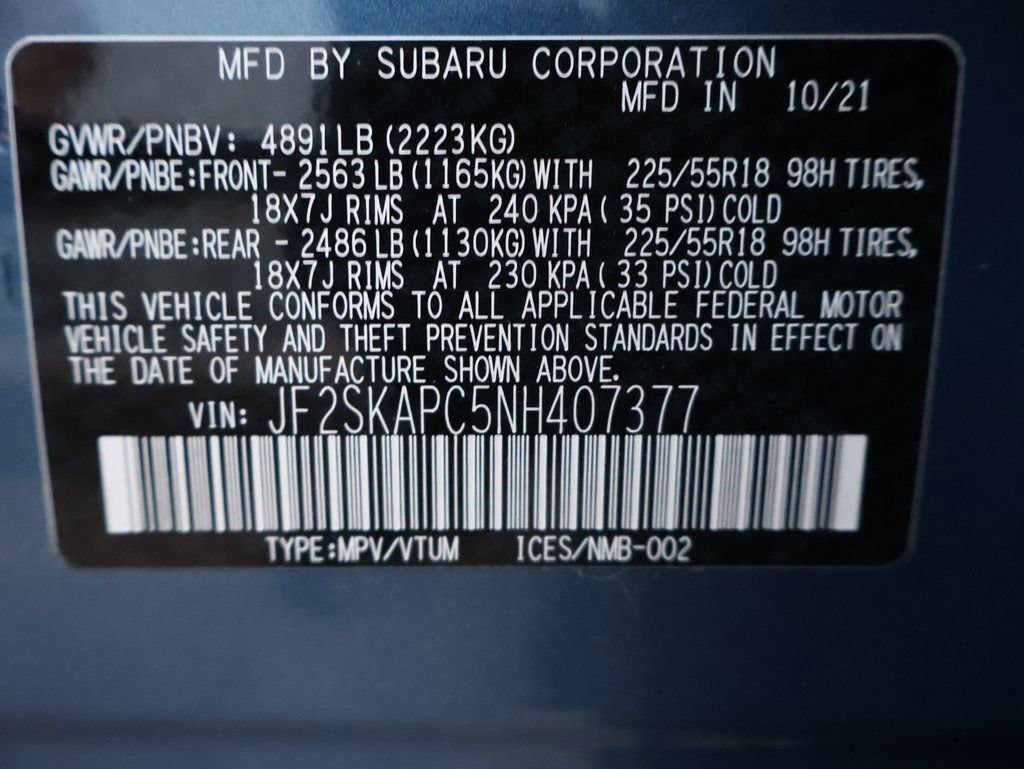 MFD BY SUBARU CORPORATION
MFD IN 10/21
GVWR/PNBV: 4891LB (2223KG)
GAWR/PNBE:FRONT- 2563 LB (1165KG) WITH 225/55R18 98H TIRES,
18X7J RIMS AT 240 KPA ( 35 PSI) COLD
GAWR/PNBE:REAR - 2486 LB (1130KG) WITH 225/55R18 98H TIRES,
18X7J RIMS AT 230 KPA ( 33 PSI) COLD
THIS VEHICLE CONFORMS TO ALL APPLICABLE FEDERAL MOTOR
VEHICLE SAFETY AND THEFT PREVENTION STANDARDS IN EFFECT ON
THE DATE OF MANUFACTURE SHOWN ABOVE.
VIN: JF2SKAPC5NH407377
TYPE:MPV/VTUM ICES/NMB-002